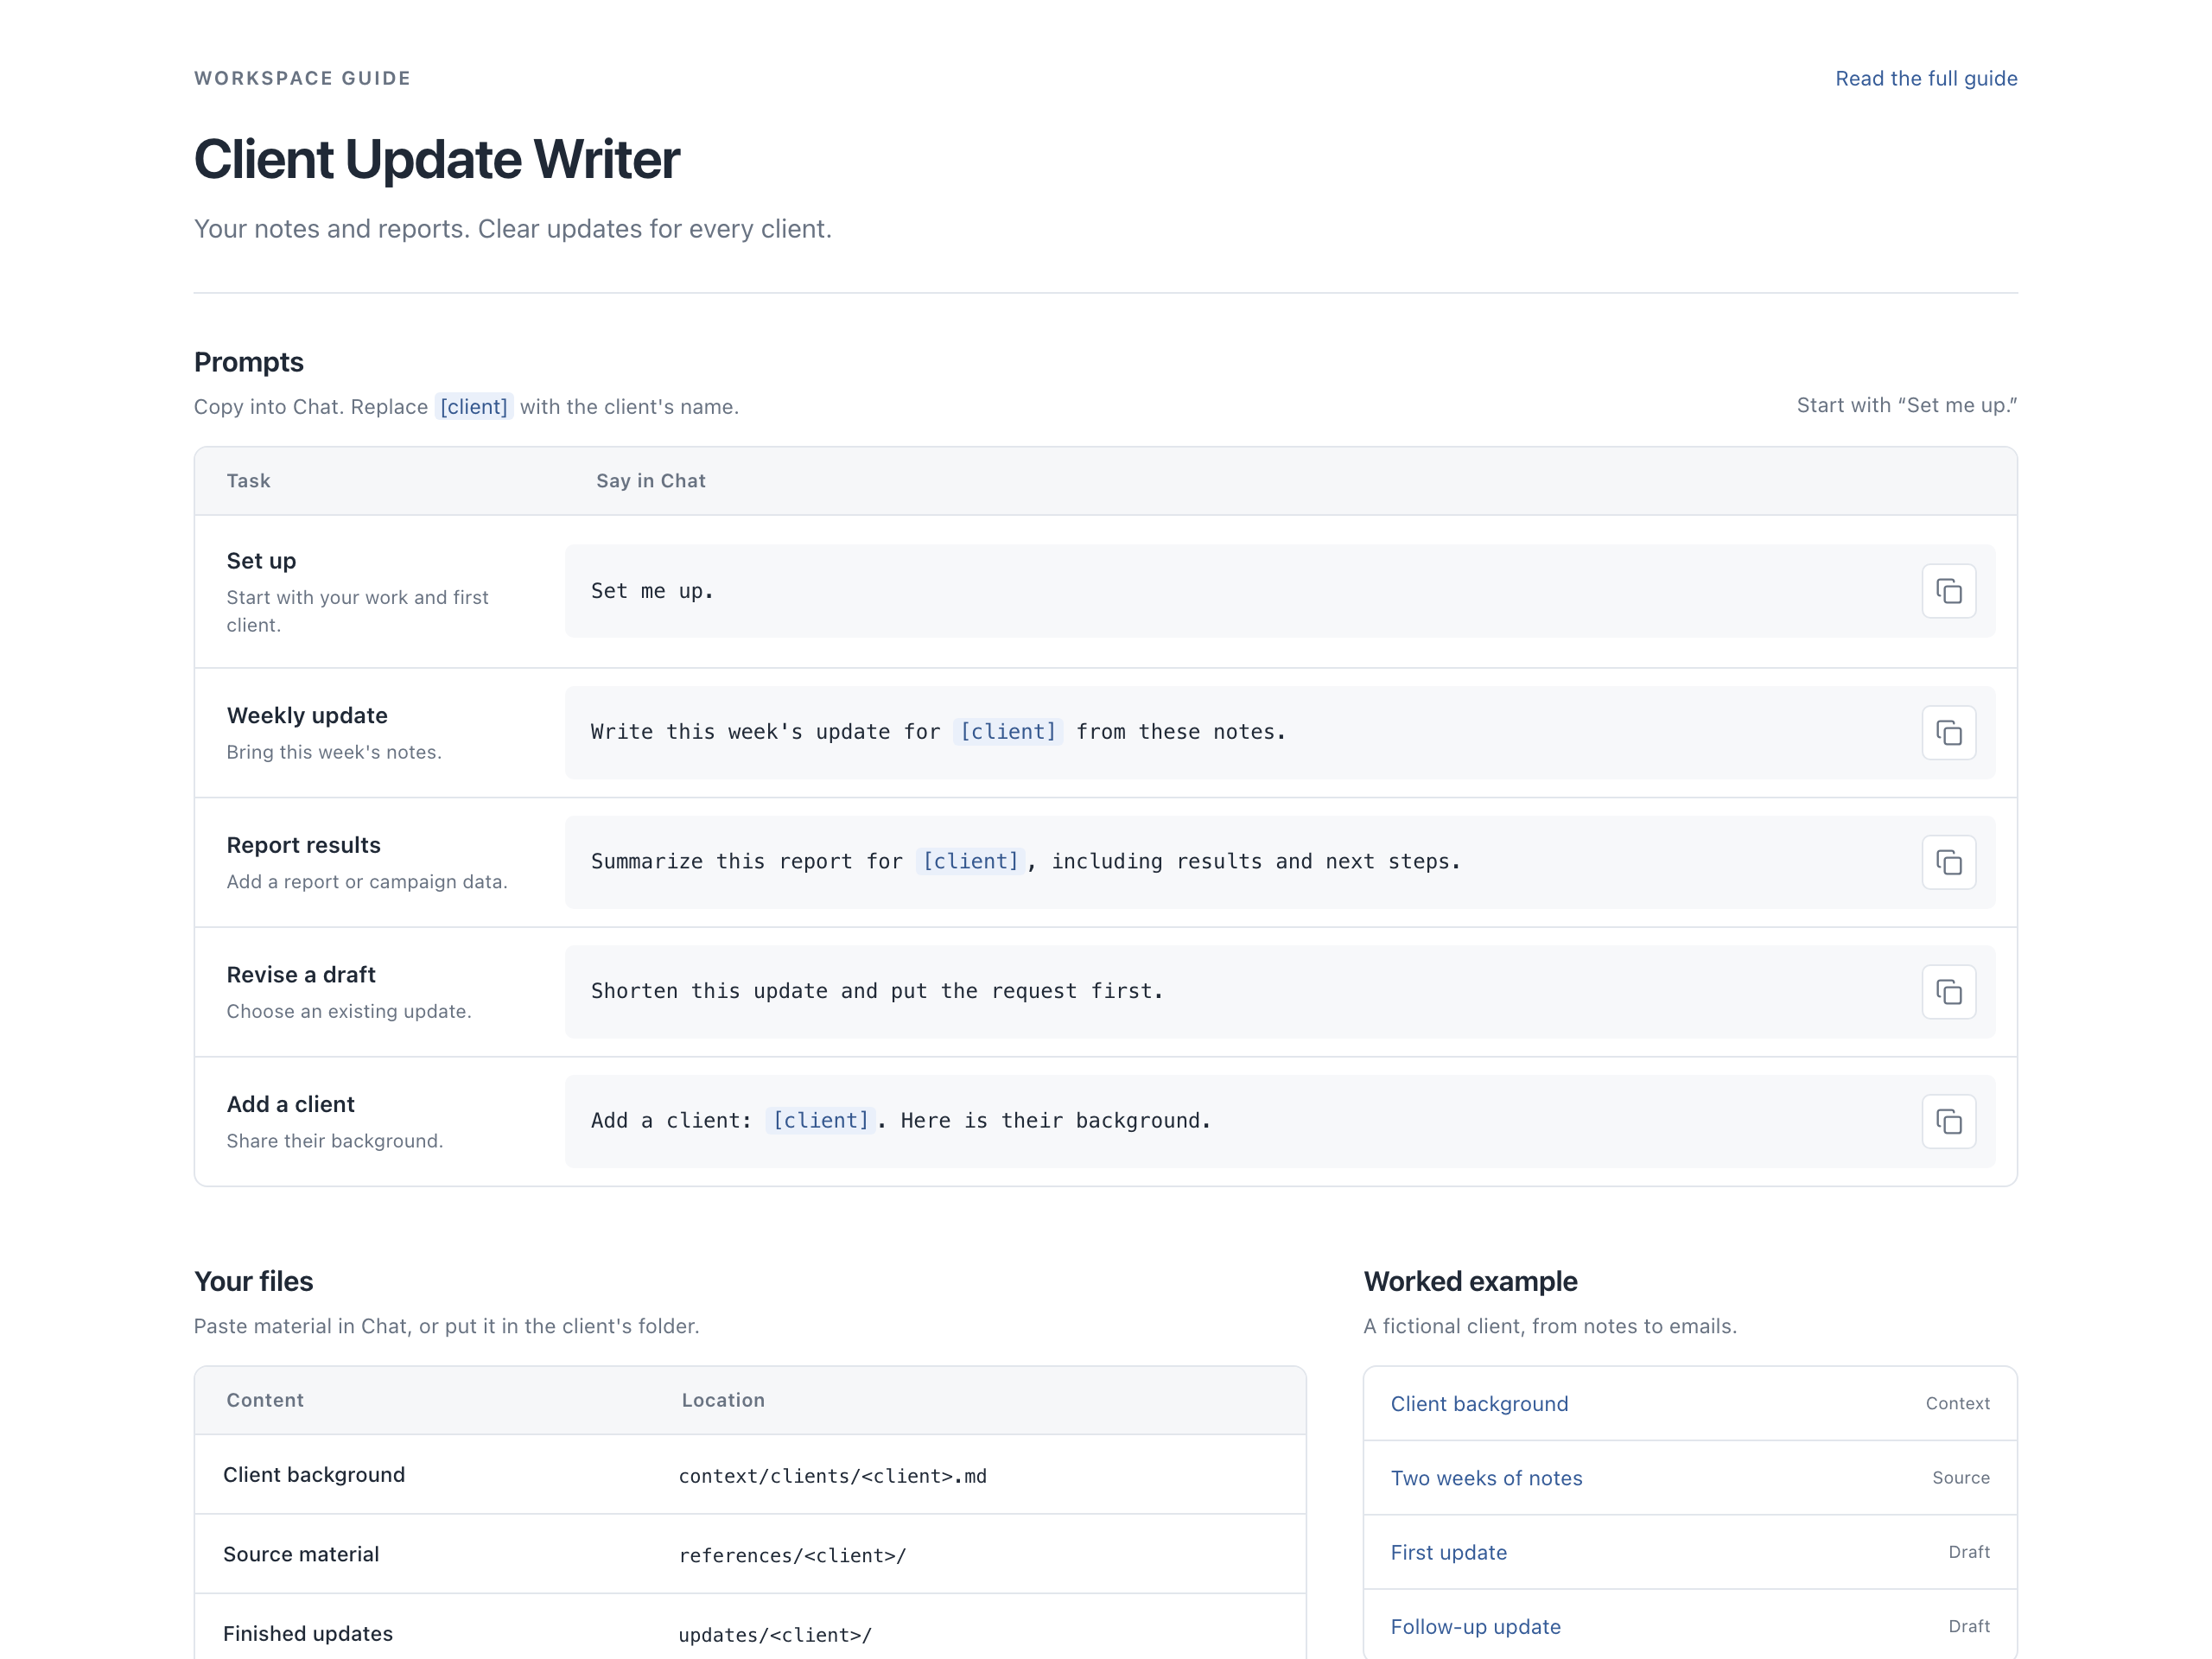 WORKSPACE GUIDE
Read the full guide
Client Update Writer
Your notes and reports. Clear updates for every client.
Prompts
Copy into Chat. Replace [client] with the client's name.
Start with “Set me up.”
Task
Say in Chat
Set up
Start with your work and first
client.
Set me up.
Weekly update
Bring this week's notes.
Write this week's update for [client] from these notes.
Report results
Add a report or campaign data.
Summarize this report for [client], including results and next steps.
Revise a draft
Choose an existing update.
Shorten this update and put the request first.
Add a client
Share their background.
Add a client: [client]. Here is their background.
Your files
Paste material in Chat, or put it in the client's folder.
Content
Location
Client background
context/clients/<client>.md
Source material
references/<client>/
Finished updates
updates/<client>/
Worked example
A fictional client, from notes to emails.
Client background
Context
Two weeks of notes
Source
First update
Draft
Follow-up update
Draft